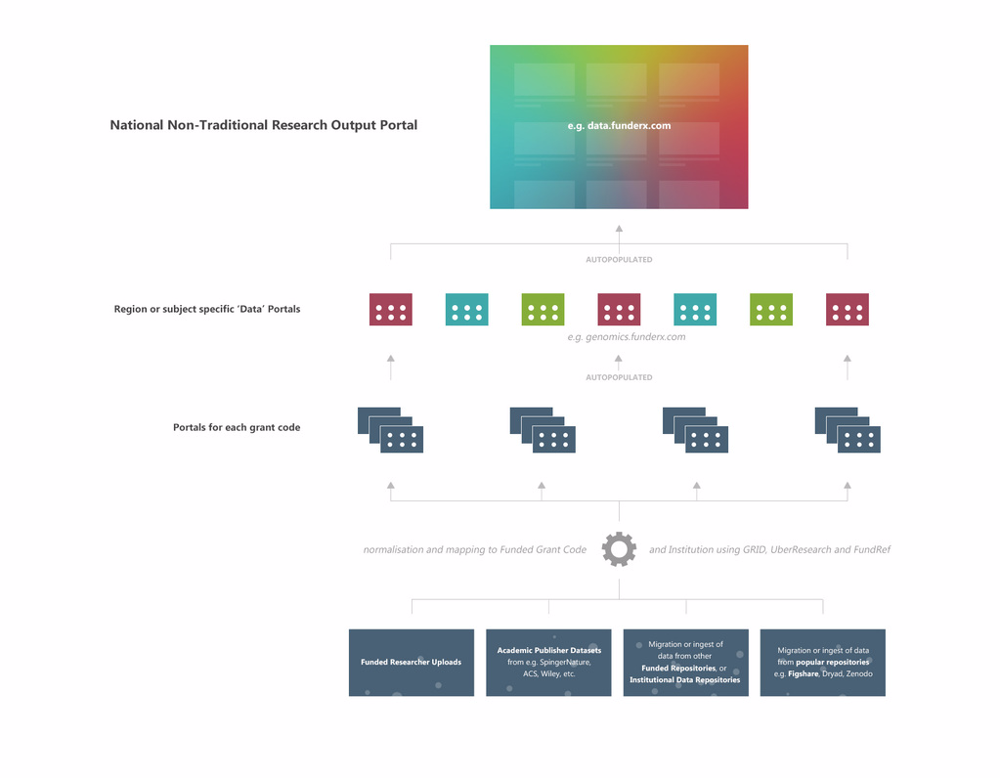 National Non-Traditional Research Output Portal
e.g. data.funderx.com
AUTOPOPULATED
Region or subject specific ‘Data’ Portals
e.g. genomics.funderx.com
AUTOPOPULATED
Portals for each grant code
normalisation and mapping to Funded Grant Code
and Institution using GRID, UberResearch and FundRef
Funded Researcher Uploads
Academic Publisher Datasets
from e.g. SpingerNature,
ACS, Wiley, etc.
Migration or ingest of
data from other
Funded Repositories, or
Institutional Data Repositories
Migration or ingest of data
from popular repositories
e.g. Figshare, Dryad, Zenodo